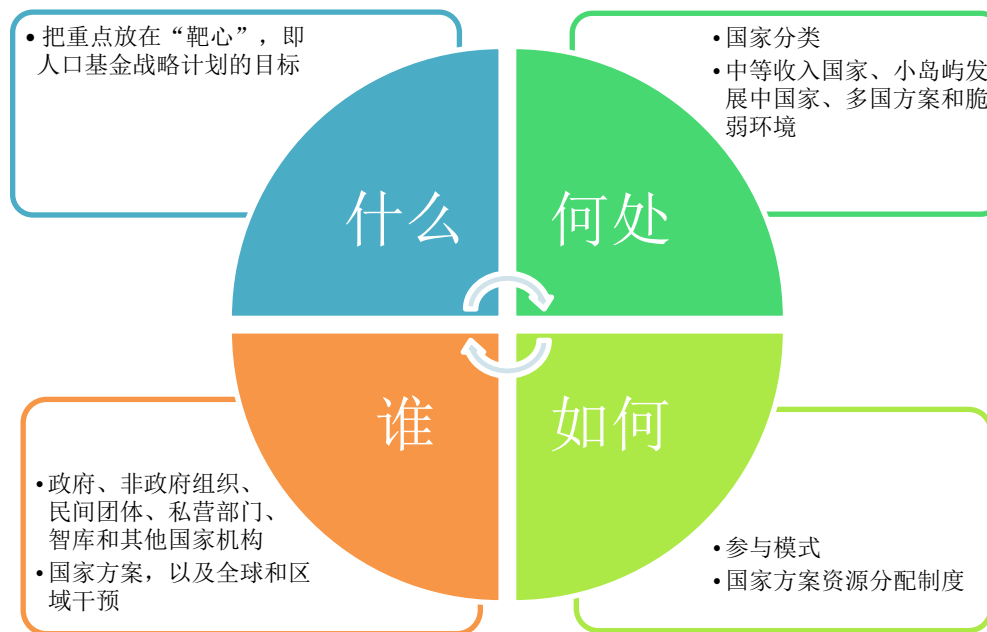 • 把重点放在“靶心”，即
人口基金战略计划的目标
• 国家分类
• 中等收入国家、小岛屿发
展中国家、多国方案和脆
弱环境
什么
何处
谁
如何
• 政府、非政府组织、
民间团体、私营部门、
智库和其他国家机构
• 国家方案，以及全球和区
域干预
• 参与模式
• 国家方案资源分配制度